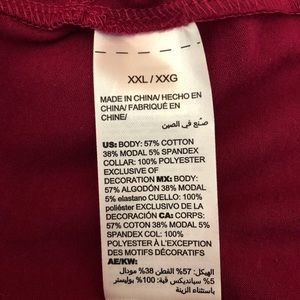 XXL / XXG
MADE IN CHINA/ HECHO EN
CHINA/ FABRIQUÉ EN
CHINE/
صنع في الصين
US: BODY: 57% COTTON
38% MODAL 5% SPANDEX
COLLAR: 100% POLYESTER
EXCLUSIVE OF
DECORATION MX: BODY:
57% ALGODÓN 38% MODAL
5% elastano CUELLO: 100%
poliéster EXCLUSIVO DE LA
DECORACIÓN CA: CORPS:
57% COTON 38% MODAL 5%
SPANDEX COL: 100%
POLYESTER À L'EXCEPTION
DES MOTIFS DÉCORATIFS
AE/KW:
الهيكل: 57% القطن 38% مودال
5% سبانديكس قبة: 100% بوليستر
باستثناء الزينة